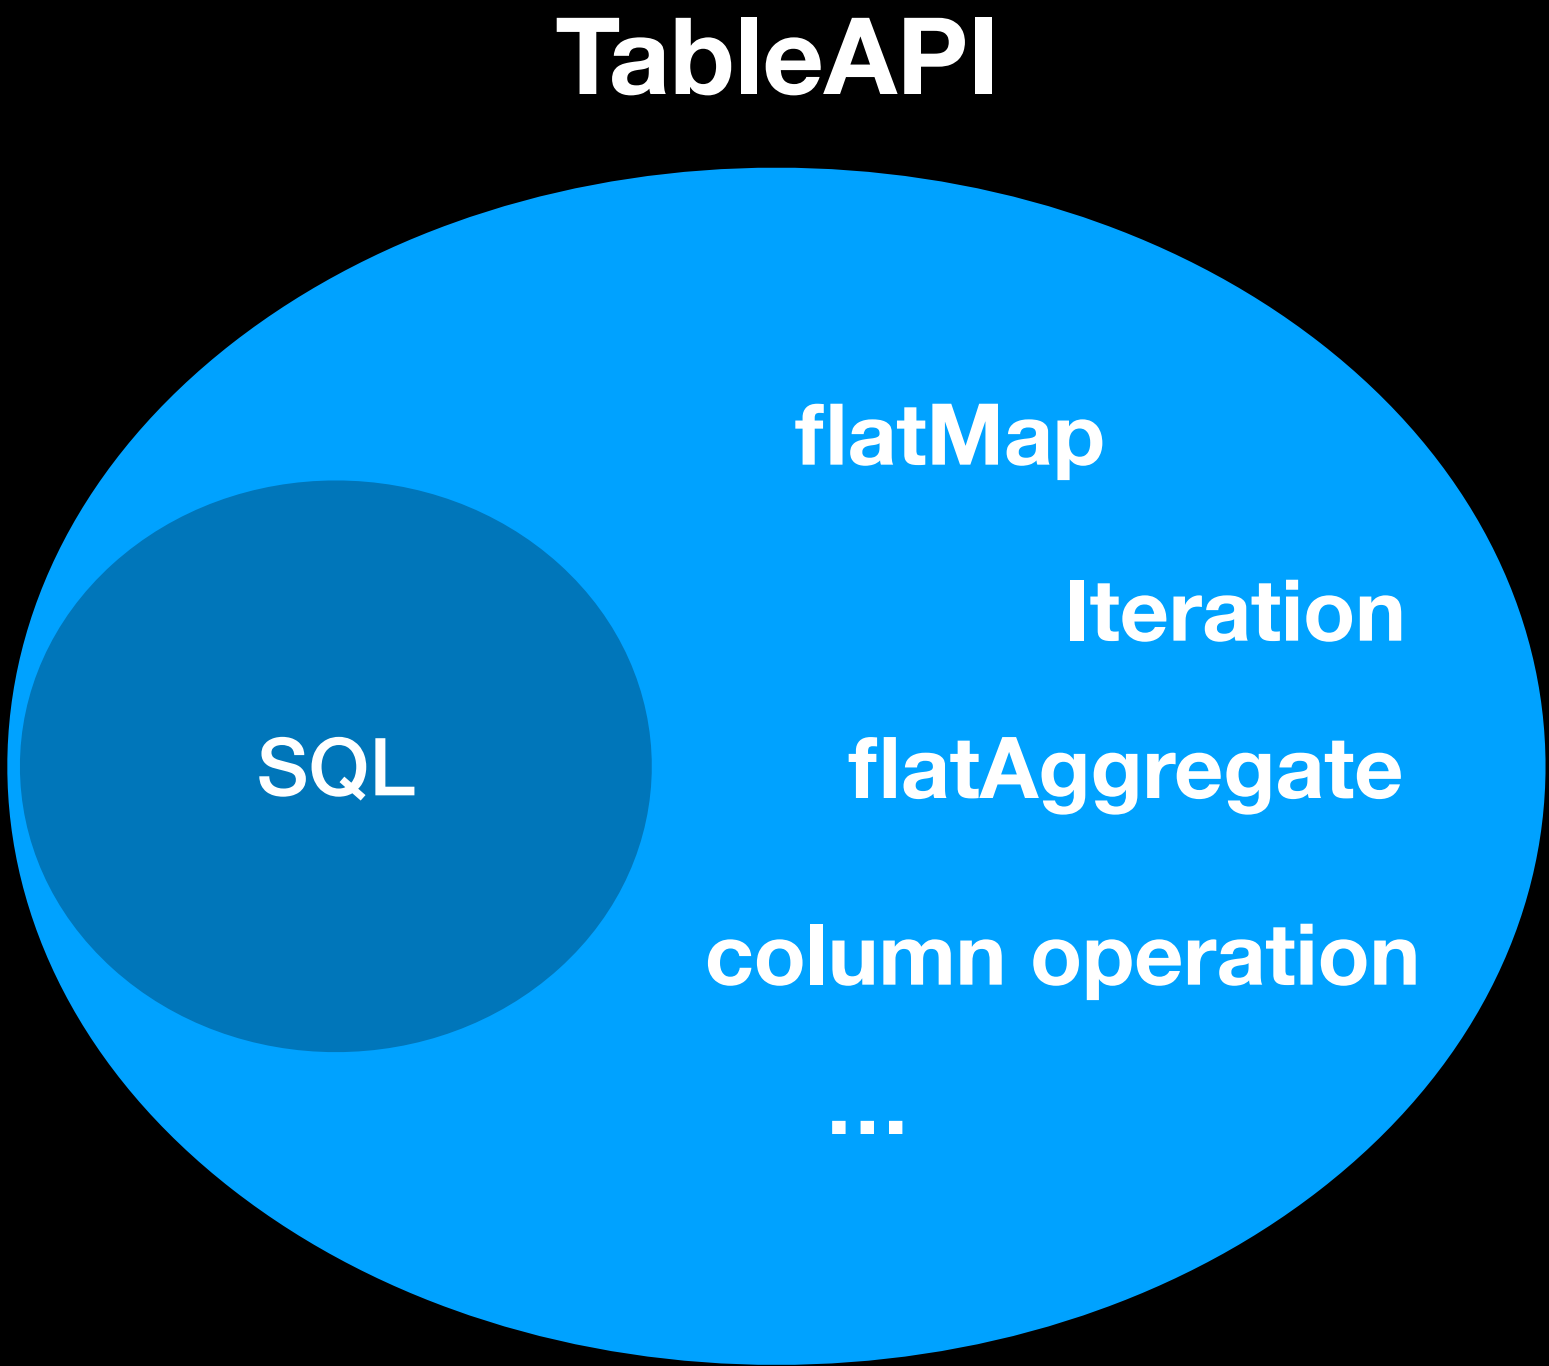 TableAPI
flatMap
Iteration
SQL
flatAggregate
column operation
...